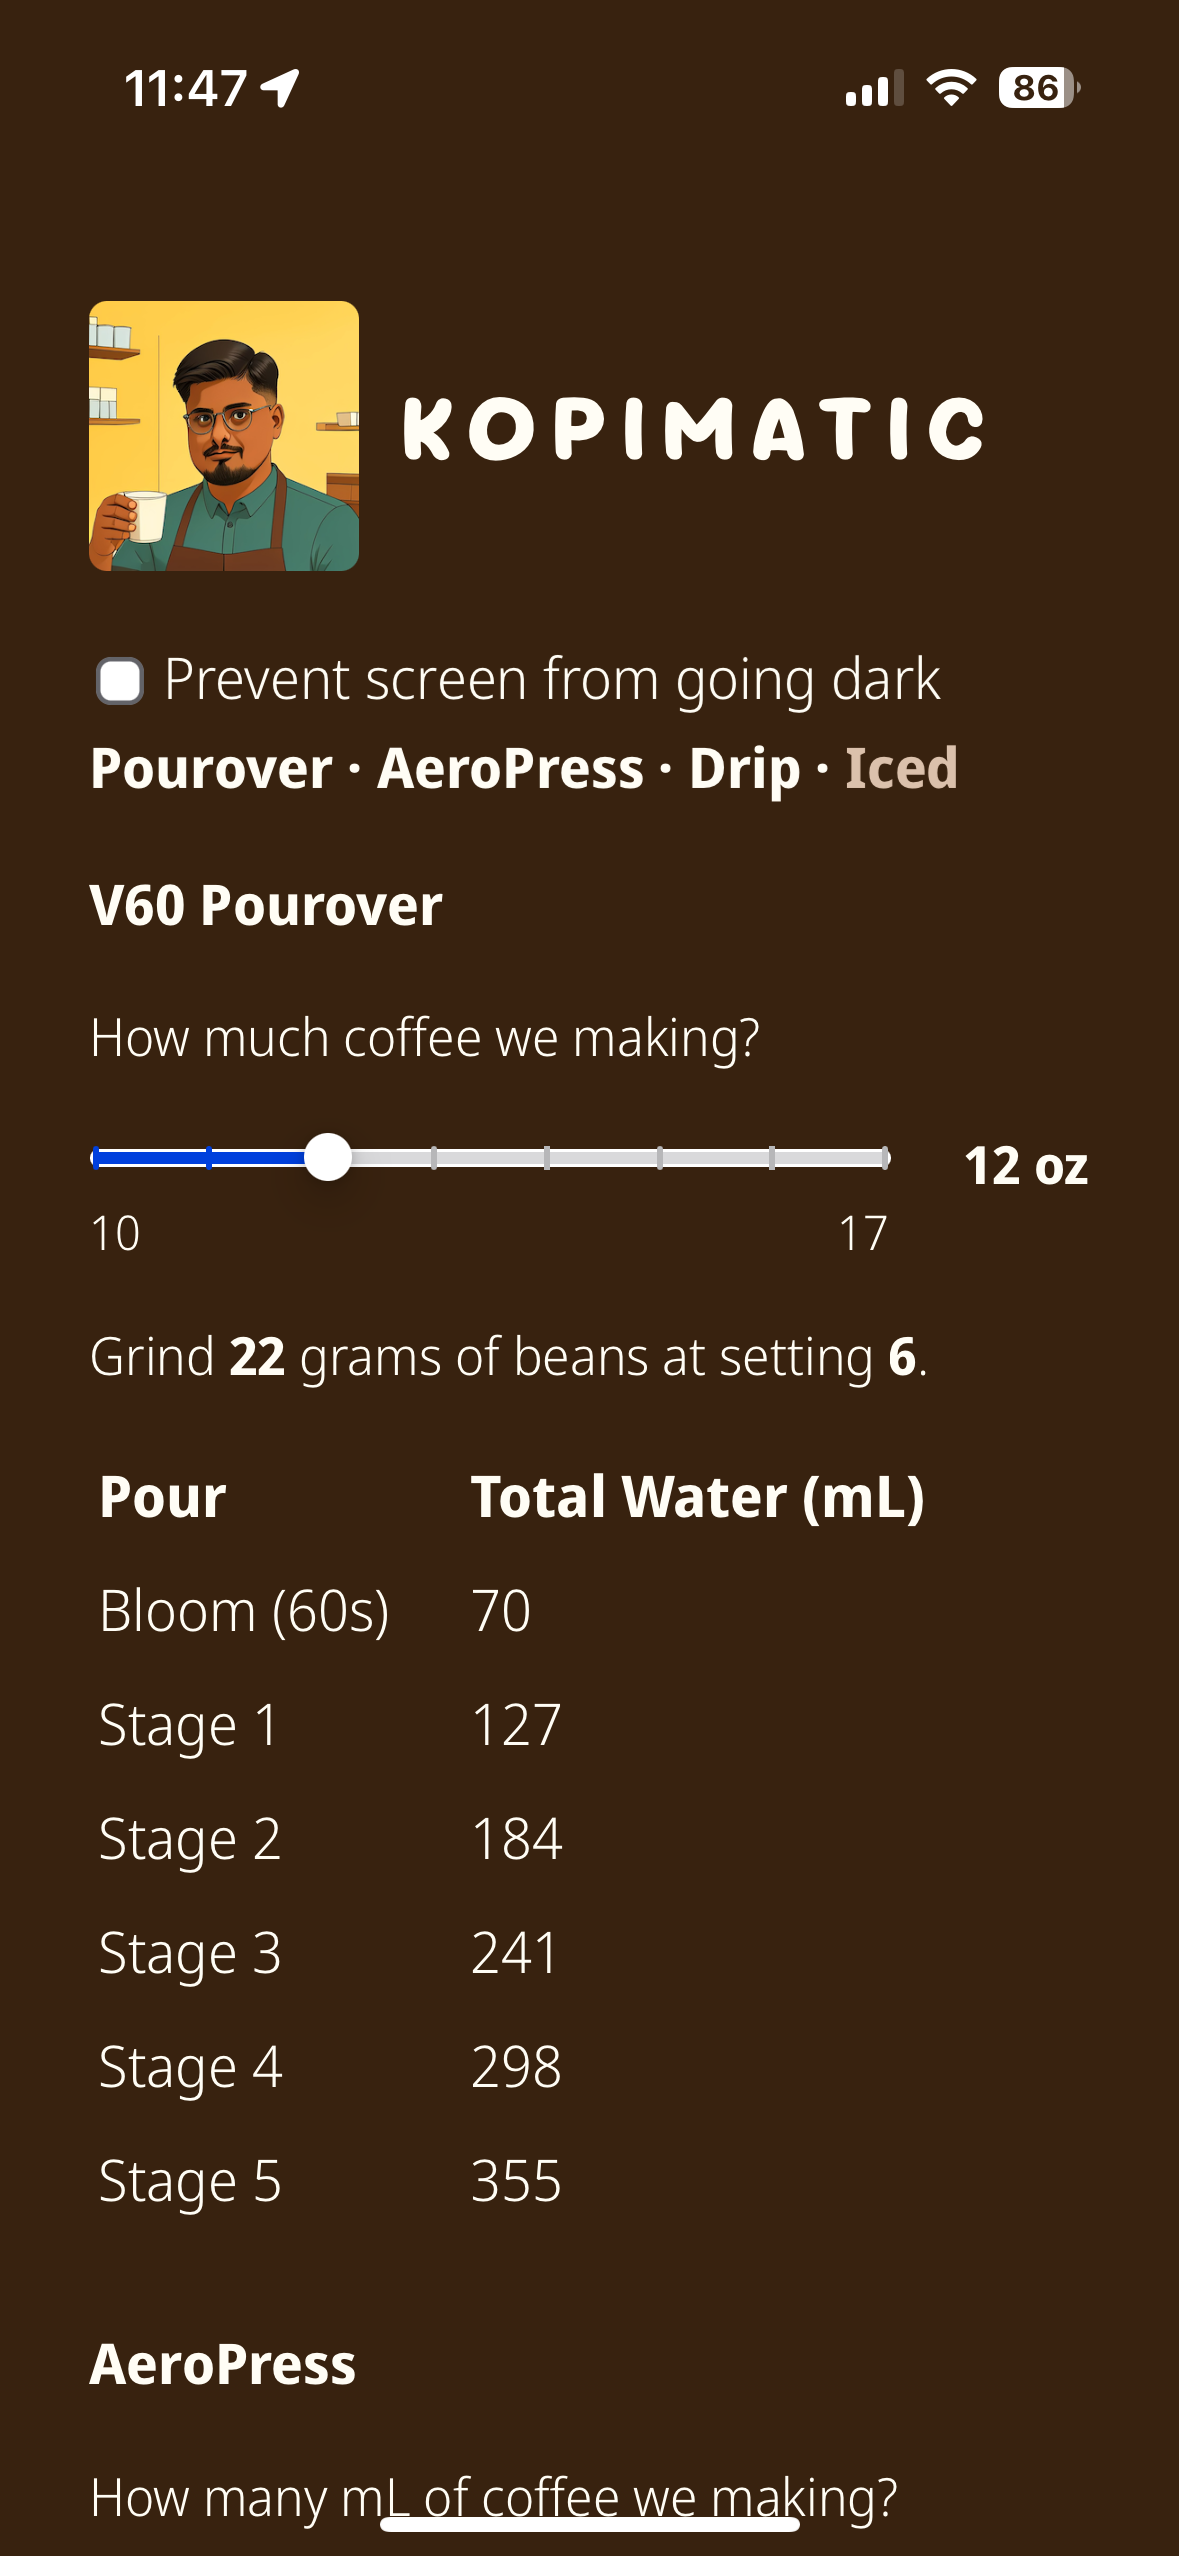 11:47
86
KOPIMATIC
Prevent screen from going dark
Pourover · AeroPress · Drip · Iced
V60 Pourover
How much coffee we making?
12 oz
10 17
Grind 22 grams of beans at setting 6.
Pour Total Water (mL)
Bloom (60s) 70
Stage 1 127
Stage 2 184
Stage 3 241
Stage 4 298
Stage 5 355
AeroPress
How many mL of coffee we making?